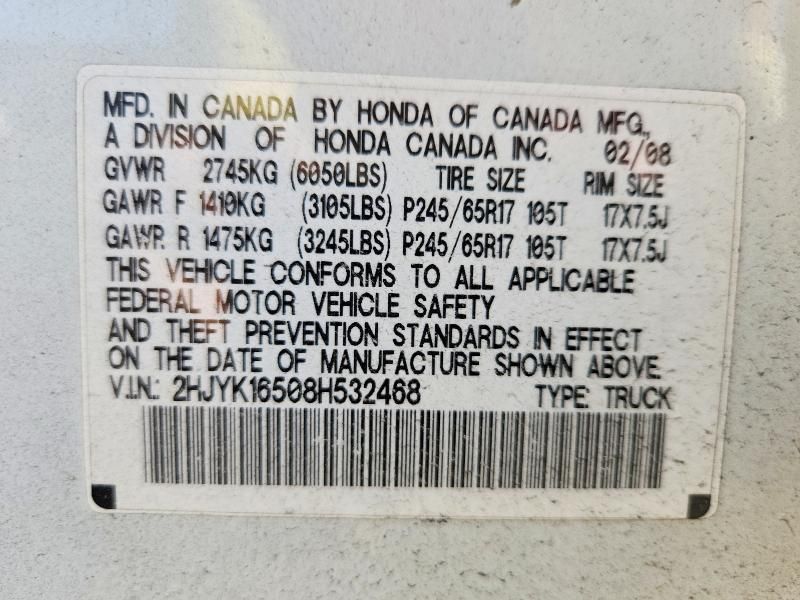 MFD. IN CANADA BY HONDA OF CANADA MFG.,
A DIVISION OF HONDA CANADA INC. 02/08
GVWR 2745KG (6050LBS) TIRE SIZE RIM SIZE
GAWR F 1410KG (3105LBS) P245/65R17 105T 17X7.5J
GAWR R 1475KG (3245LBS) P245/65R17 105T 17X7.5J
THIS VEHICLE CONFORMS TO ALL APPLICABLE
FEDERAL MOTOR VEHICLE SAFETY
AND THEFT PREVENTION STANDARDS IN EFFECT
ON THE DATE OF MANUFACTURE SHOWN ABOVE.
V.I.N.: 2HJYK16508H532468 TYPE: TRUCK